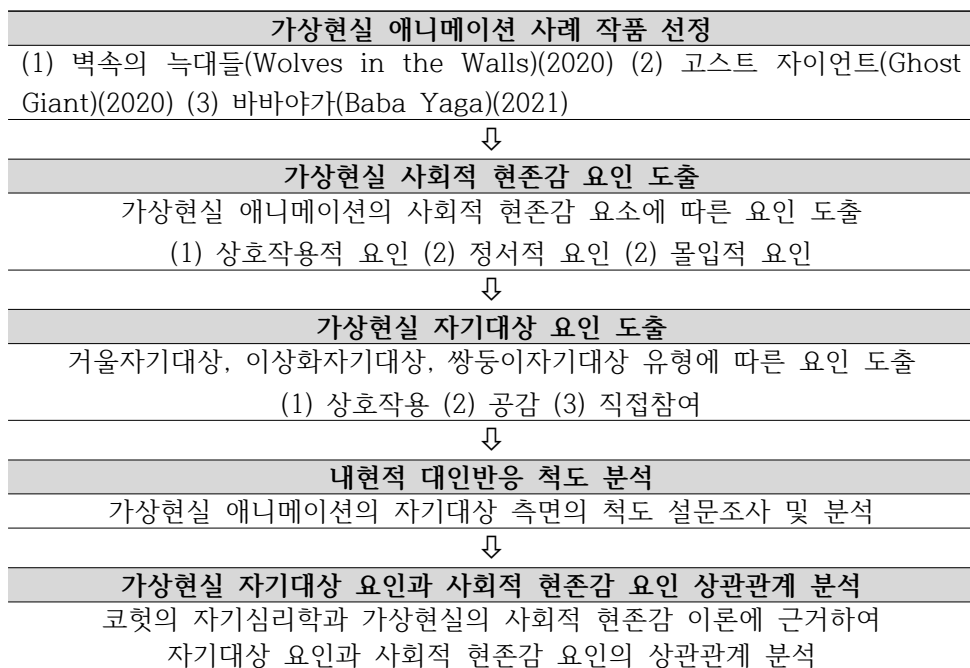 가상현실 애니메이션 사례 작품 선정
(1) 벽속의 늑대들(Wolves in the Walls)(2020) (2) 고스트 자이언트(Ghost
Giant)(2020) (3) 바바야가(Baba Yaga)(2021)
⇩
가상현실 사회적 현존감 요인 도출
가상현실 애니메이션의 사회적 현존감 요소에 따른 요인 도출
(1) 상호작용적 요인 (2) 정서적 요인 (2) 몰입적 요인
⇩
가상현실 자기대상 요인 도출
거울자기대상, 이상화자기대상, 쌍둥이자기대상 유형에 따른 요인 도출
(1) 상호작용 (2) 공감 (3) 직접참여
⇩
내현적 대인반응 척도 분석
가상현실 애니메이션의 자기대상 측면의 척도 설문조사 및 분석
⇩
가상현실 자기대상 요인과 사회적 현존감 요인 상관관계 분석
코헛의 자기심리학과 가상현실의 사회적 현존감 이론에 근거하여
자기대상 요인과 사회적 현존감 요인의 상관관계 분석